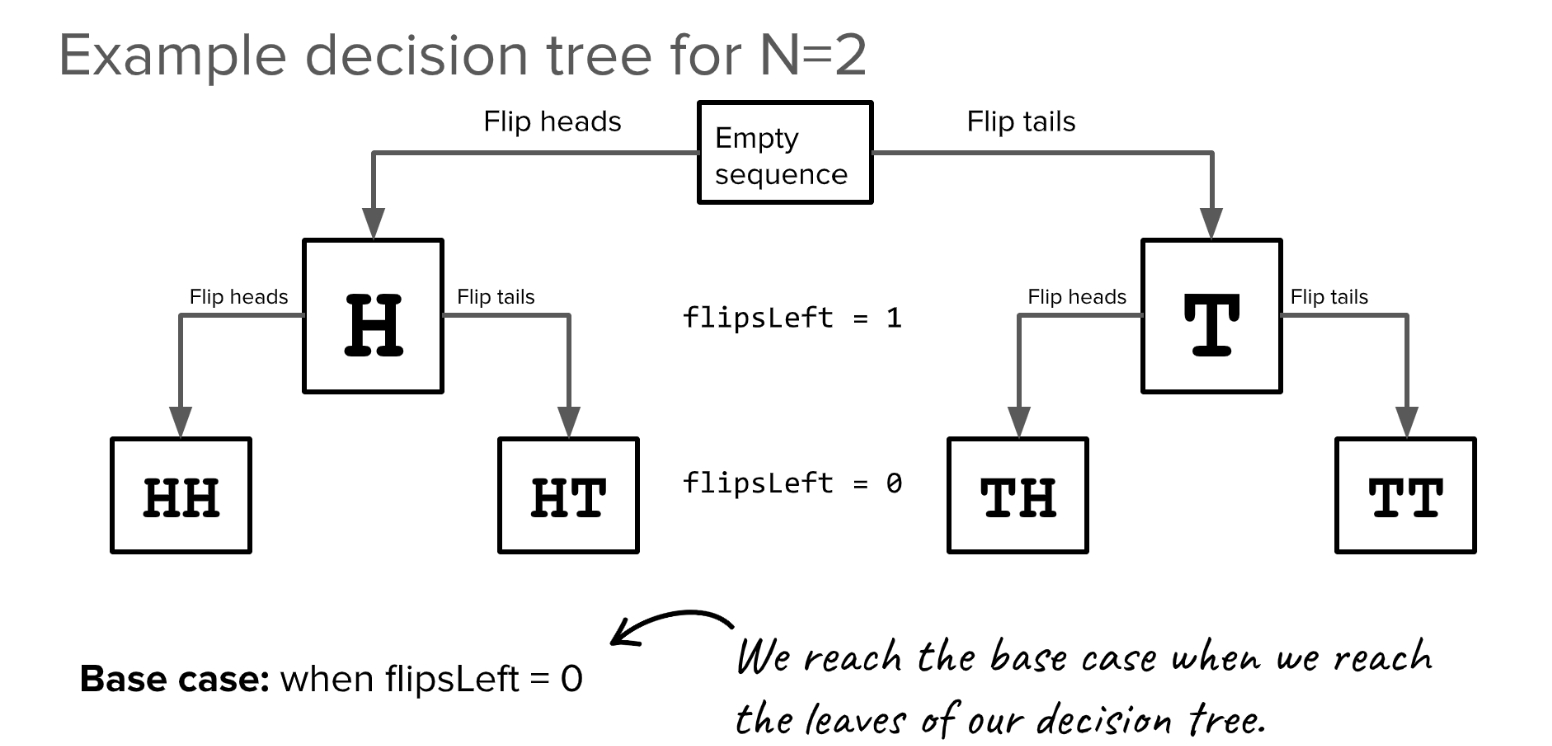 Example decision tree for N=2
Flip heads
Empty
sequence
Flip tails
Flip heads
H
Flip tails
flipsLeft = 1
Flip heads
T
Flip tails
HH
HT
flipsLeft = 0
TH
TT
Base case: when flipsLeft = 0
We reach the base case when we reach
the leaves of our decision tree.